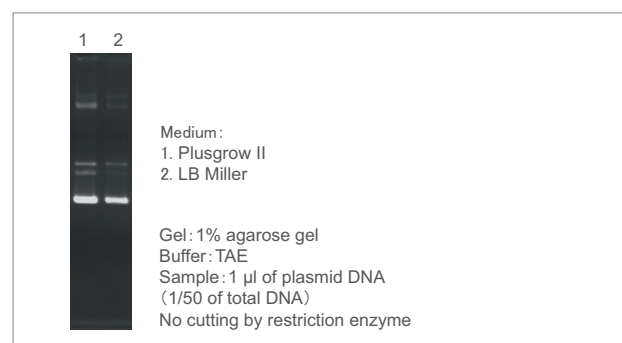 1 2
Medium:
1. Plusgrow II
2. LB Miller
Gel:1% agarose gel
Buffer:TAE
Sample:1 µl of plasmid DNA
(1/50 of total DNA)
No cutting by restriction enzyme